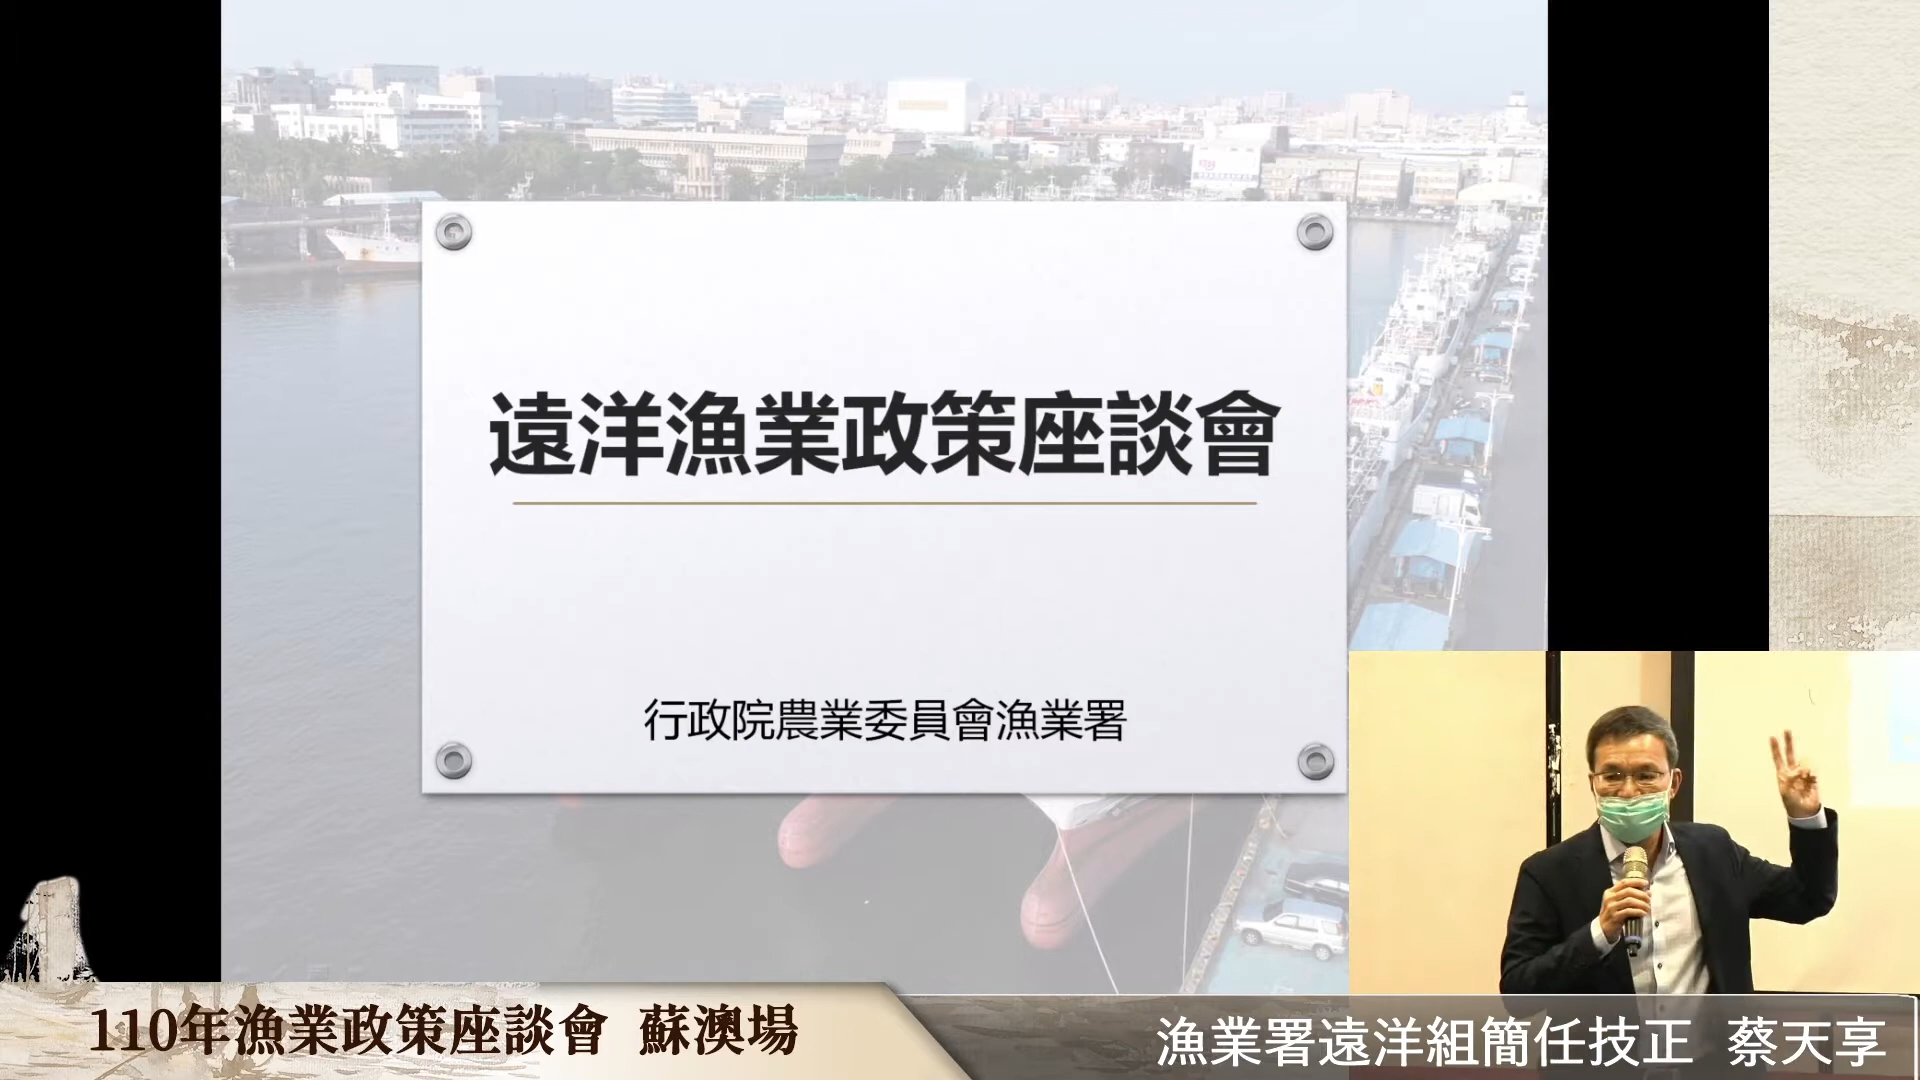 遠洋漁業政策座談會
行政院農業委員會漁業署
110年漁業政策座談會 蘇澳場
漁業署遠洋組簡任技正 蔡天享